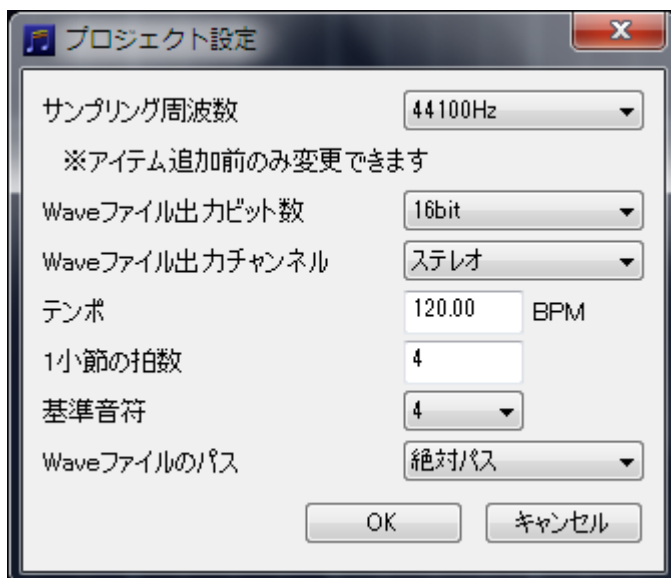 プロジェクト設定
サンプリング周波数 44100Hz
※アイテム追加前のみ変更できます
Waveファイル出力ビット数 16bit
Waveファイル出力チャンネル ステレオ
テンポ 120.00 BPM
1小節の拍数 4
基準音符 4
Waveファイルのパス 絶対パス
OK キャンセル